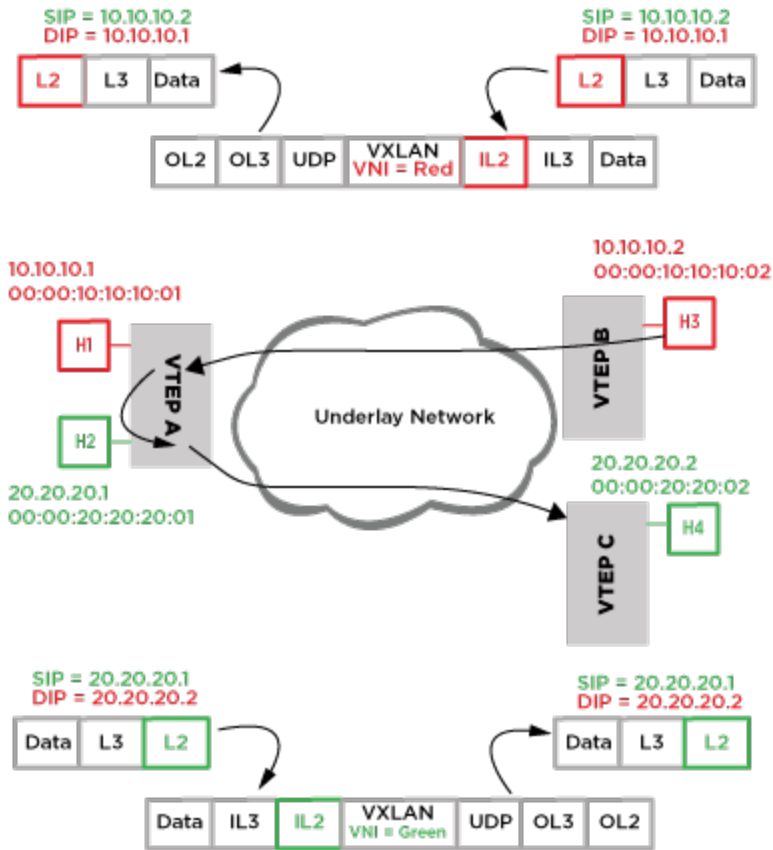 SIP = 10.10.10.2
DIP = 10.10.10.1
L2 L3 Data
SIP = 10.10.10.2
DIP = 10.10.10.1
L2 L3 Data
OL2 OL3 UDP VXLAN IL2 IL3 Data
VNI = Red
10.10.10.1
00:00:10:10:10:01
10.10.10.2
00:00:10:10:10:02
H1
VTEP A
H2
20.20.20.1
00:00:20:20:20:01
Underlay Network
VTEP B
H3
20.20.20.2
00:00:20:20:02
VTEP C
H4
SIP = 20.20.20.1
DIP = 20.20.20.2
Data L3 L2
SIP = 20.20.20.1
DIP = 20.20.20.2
Data L3 L2
Data IL3 IL2 VXLAN UDP OL3 OL2
VNI = Green